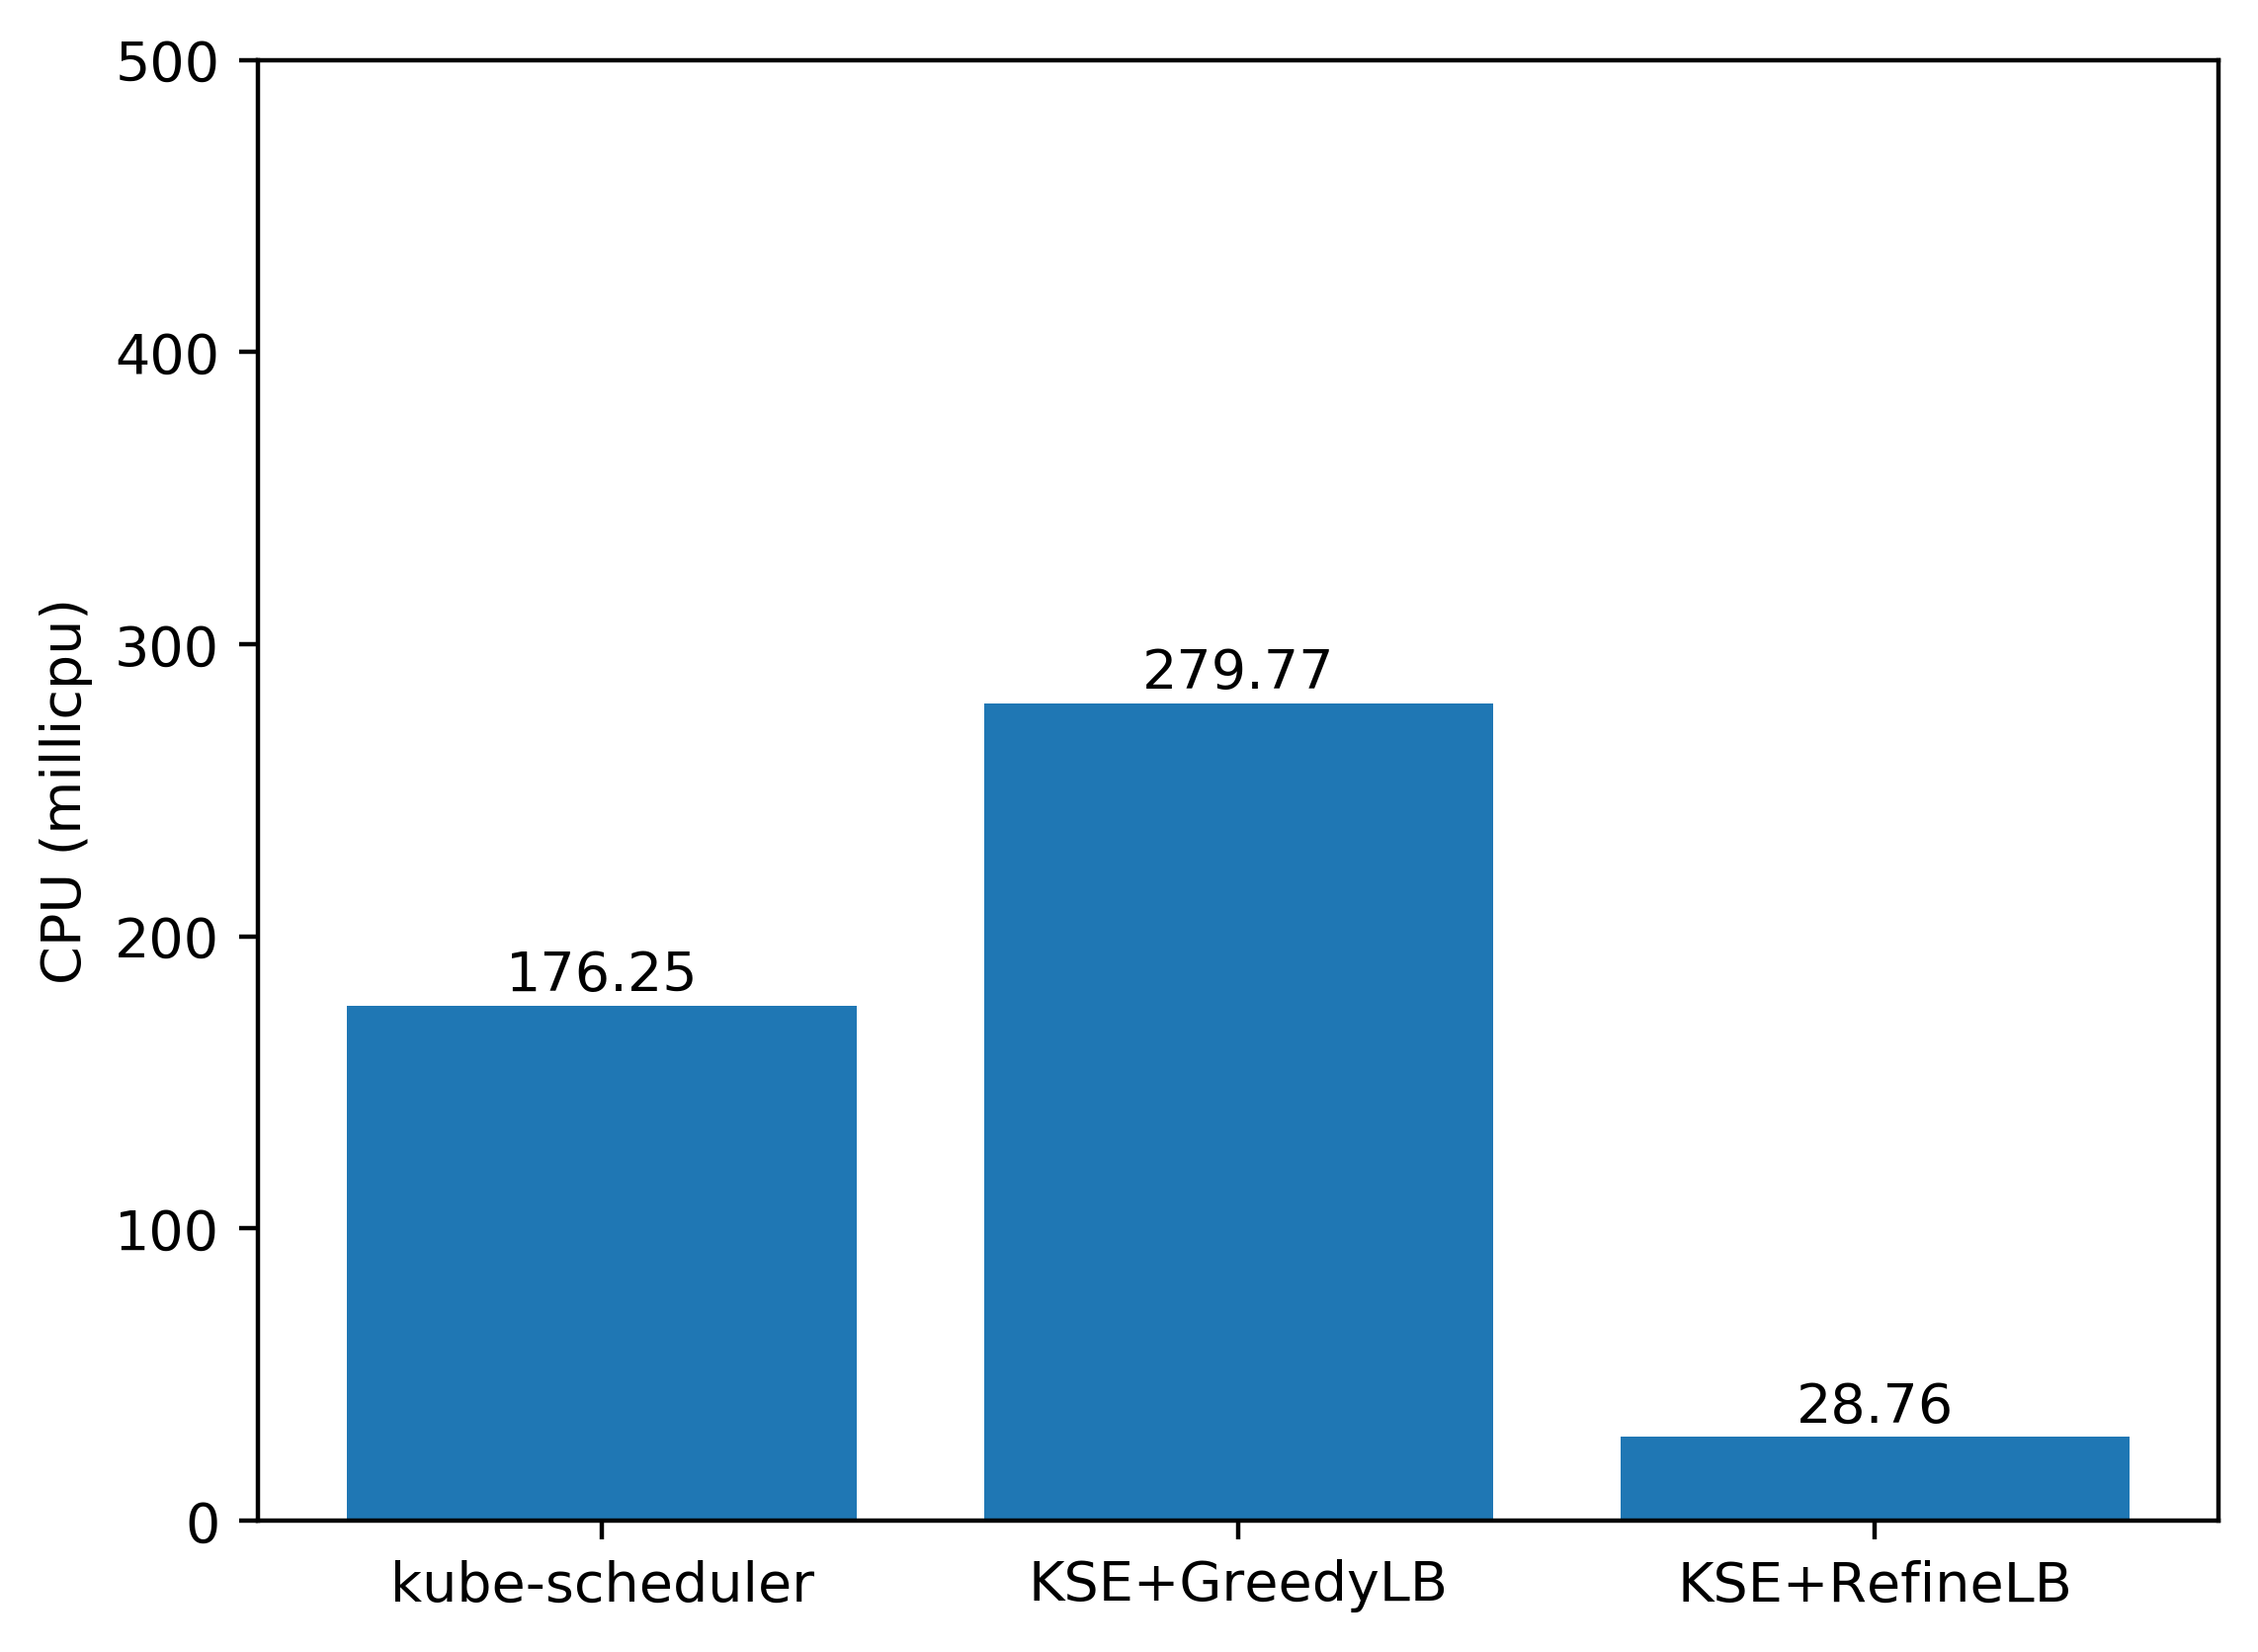 500
400
300
200
100
0
CPU (millicpu)
176.25
279.77
28.76
kube-scheduler
KSE+GreedyLB
KSE+RefineLB